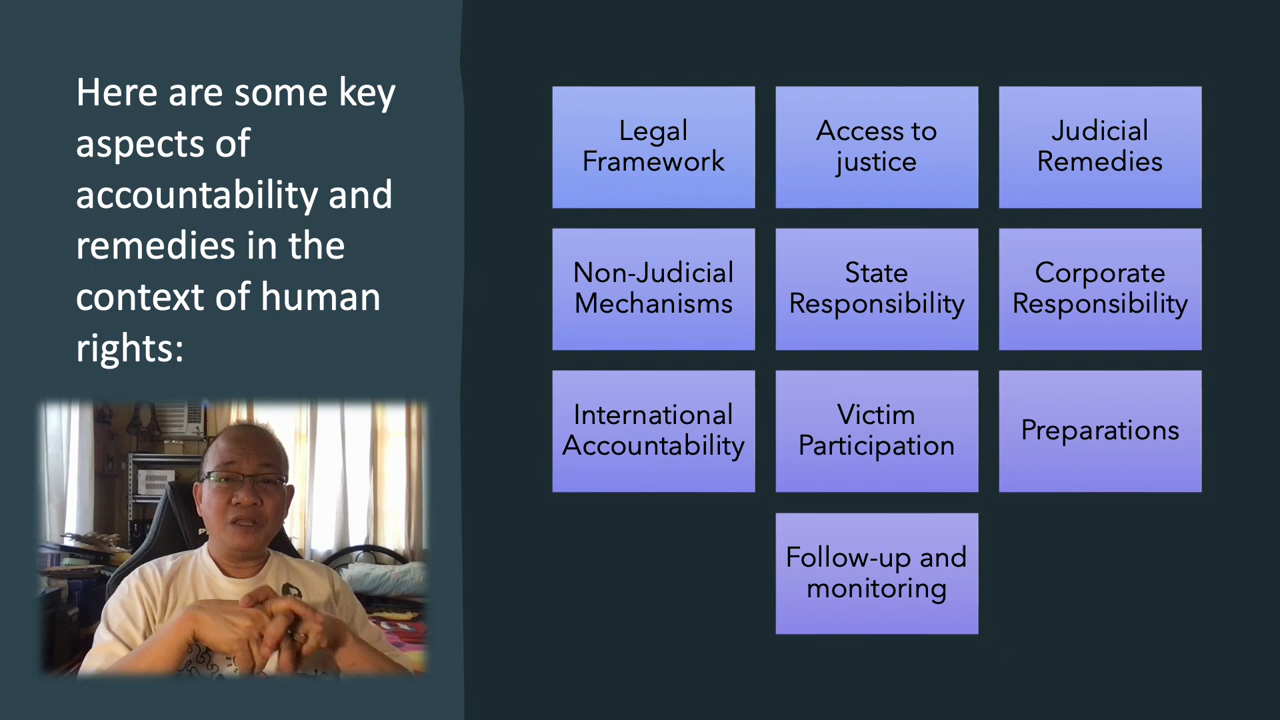 Here are some key
aspects of
accountability and
remedies in the
context of human
rights:
Legal
Framework
Access to
justice
Judicial
Remedies
Non-Judicial
Mechanisms
State
Responsibility
Corporate
Responsibility
International
Accountability
Victim
Participation
Preparations
Follow-up and
monitoring